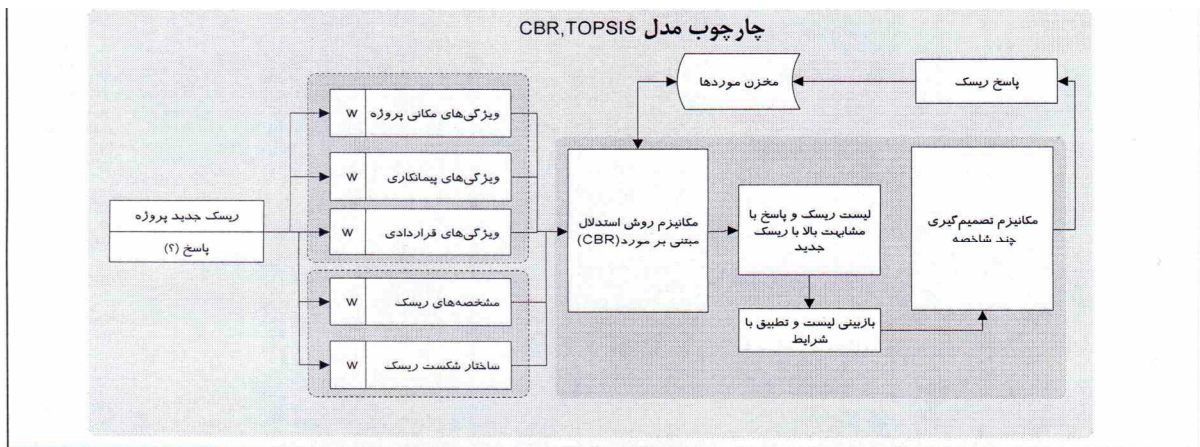 چارچوب مدل CBR,TOPSIS
ریسک جدید پروژه
پاسخ (؟)
W
ویژگی‌های مکانی پروژه
W
ویژگی‌های پیمانکاری
W
ویژگی‌های قراردادی
W
مشخصه‌های ریسک
W
ساختار شکست ریسک
مکانیزم روش استدلال
مبتنی بر مورد(CBR)
مخزن موردها
پاسخ ریسک
لیست ریسک و پاسخ با
مشابهت بالا با ریسک
جدید
بازبینی لیست و تطبیق با
شرایط
مکانیزم تصمیم‌گیری
چند شاخصه